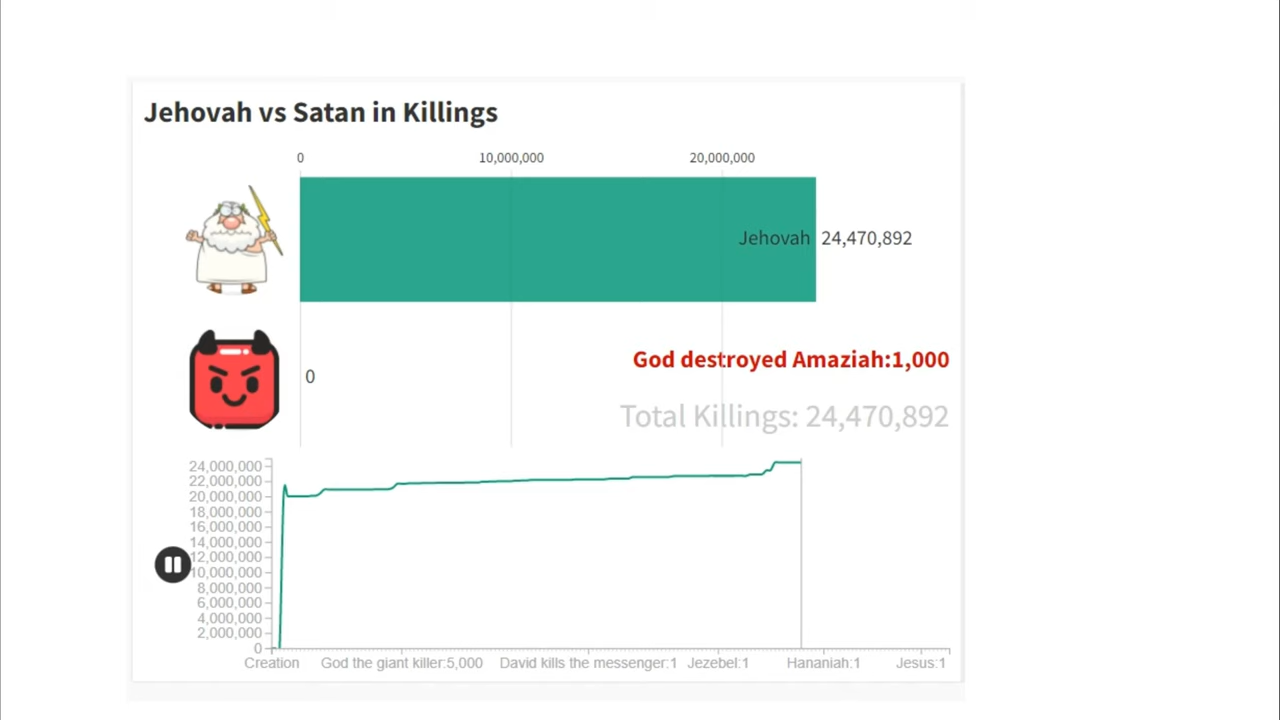 Jehovah vs Satan in Killings
0 10,000,000 20,000,000
Jehovah 24,470,892
0
God destroyed Amaziah:1,000
Total Killings: 24,470,892
24,000,000
22,000,000
20,000,000
18,000,000
16,000,000
14,000,000
12,000,000
10,000,000
8,000,000
6,000,000
4,000,000
2,000,000
0
Creation God the giant killer:5,000 David kills the messenger:1 Jezebel:1 Hananiah:1 Jesus:1